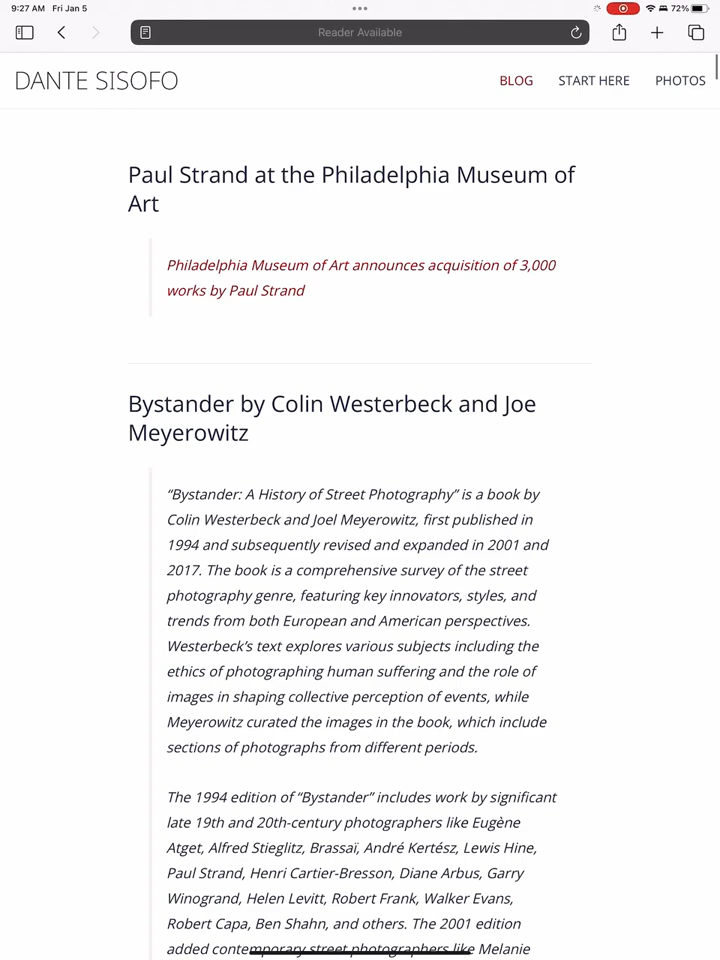 9:27 AM Fri Jan 5
72%
Reader Available
DANTE SISOFO
BLOG
START HERE
PHOTOS
Paul Strand at the Philadelphia Museum of
Art
Philadelphia Museum of Art announces acquisition of 3,000
works by Paul Strand
Bystander by Colin Westerbeck and Joe
Meyerowitz
“Bystander: A History of Street Photography” is a book by
Colin Westerbeck and Joel Meyerowitz, first published in
1994 and subsequently revised and expanded in 2001 and
2017. The book is a comprehensive survey of the street
photography genre, featuring key innovators, styles, and
trends from both European and American perspectives.
Westerbeck’s text explores various subjects including the
ethics of photographing human suffering and the role of
images in shaping collective perception of events, while
Meyerowitz curated the images in the book, which include
sections of photographs from different periods.
The 1994 edition of “Bystander” includes work by significant
late 19th and 20th-century photographers like Eugène
Atget, Alfred Stieglitz, Brassaï, André Kertész, Lewis Hine,
Paul Strand, Henri Cartier-Bresson, Diane Arbus, Garry
Winogrand, Helen Levitt, Robert Frank, Walker Evans,
Robert Capa, Ben Shahn, and others. The 2001 edition
added contemporary street photographers like Melanie